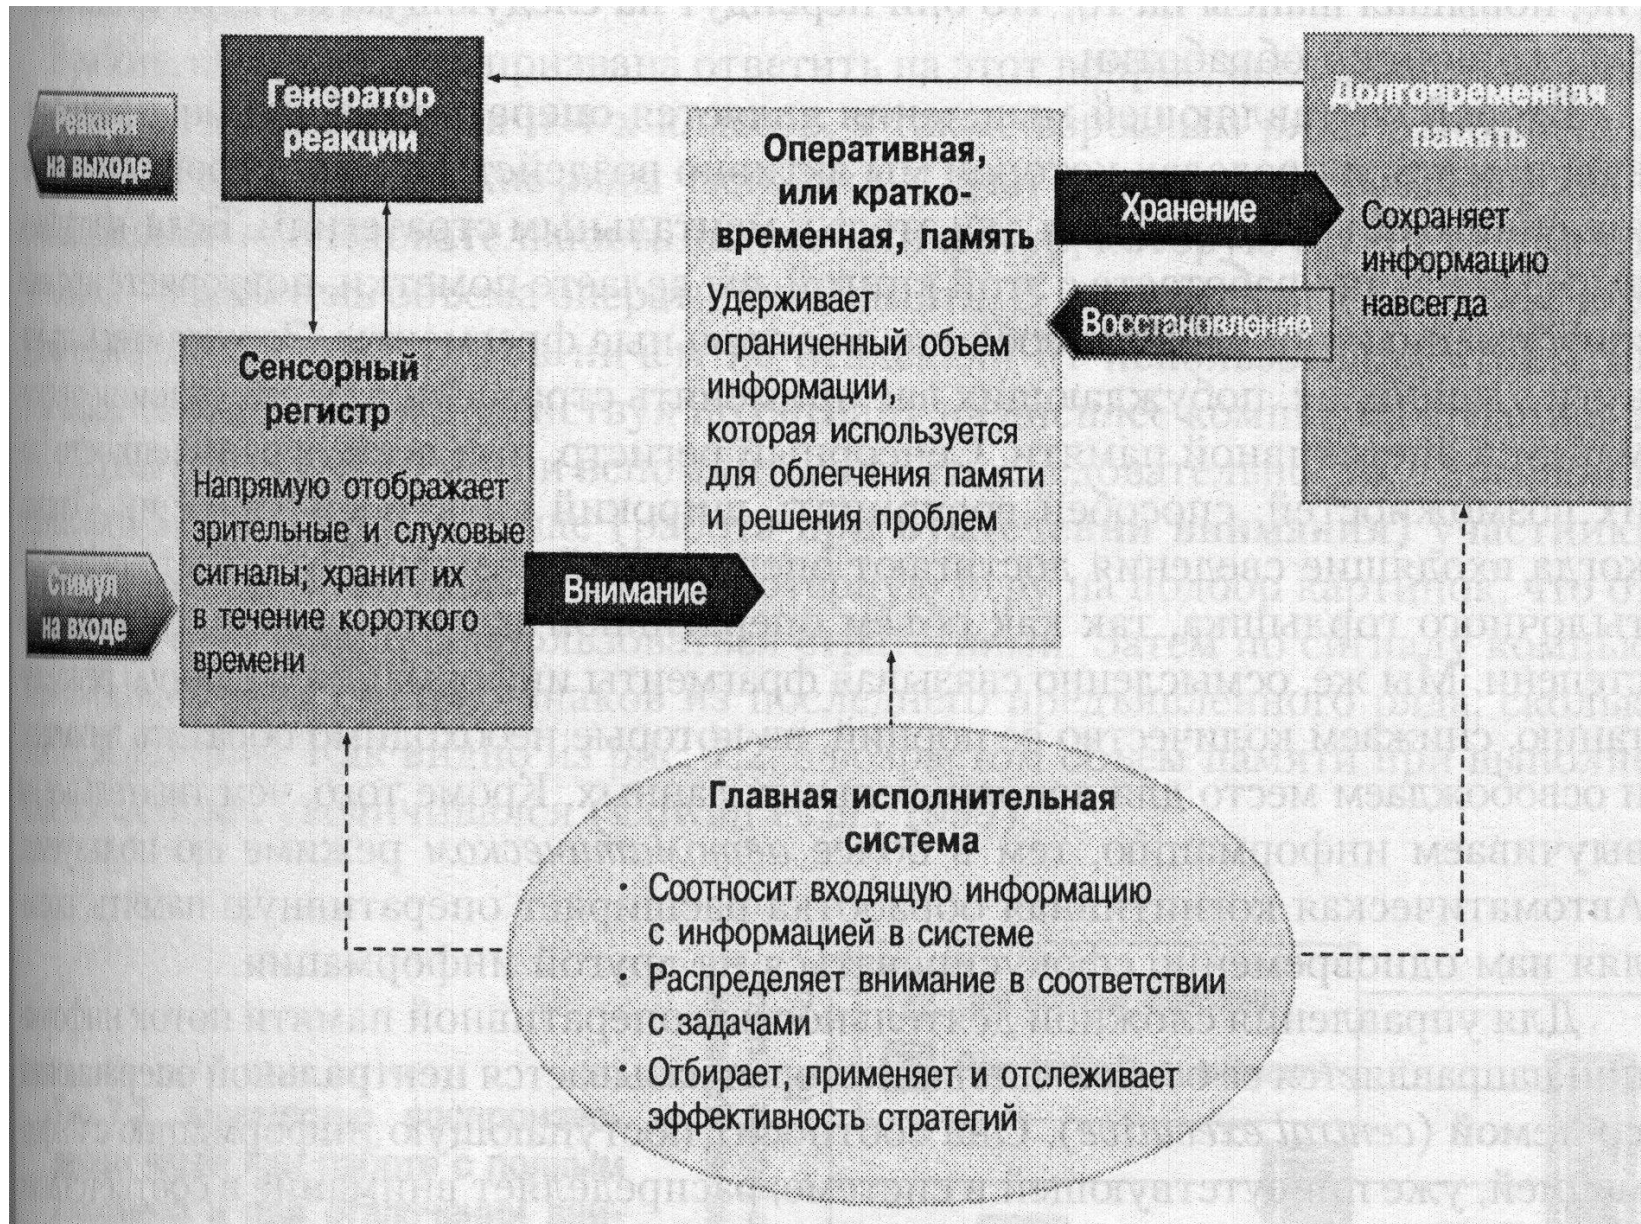 Генератор
реакции
Реакция
на выходе
Долговременная
память
Сохраняет
информацию
навсегда
Оперативная,
или кратко-
временная, память
Удерживает
ограниченный объем
информации,
которая используется
для облегчения памяти
и решения проблем
Хранение
Восстановление
Сенсорный
регистр
Напрямую отображает
зрительные и слуховые
сигналы; хранит их
в течение короткого
времени
Стимул
на входе
Внимание
Главная исполнительная
система
• Соотносит входящую информацию
с информацией в системе
• Распределяет внимание в соответствии
с задачами
• Отбирает, применяет и отслеживает
эффективность стратегий